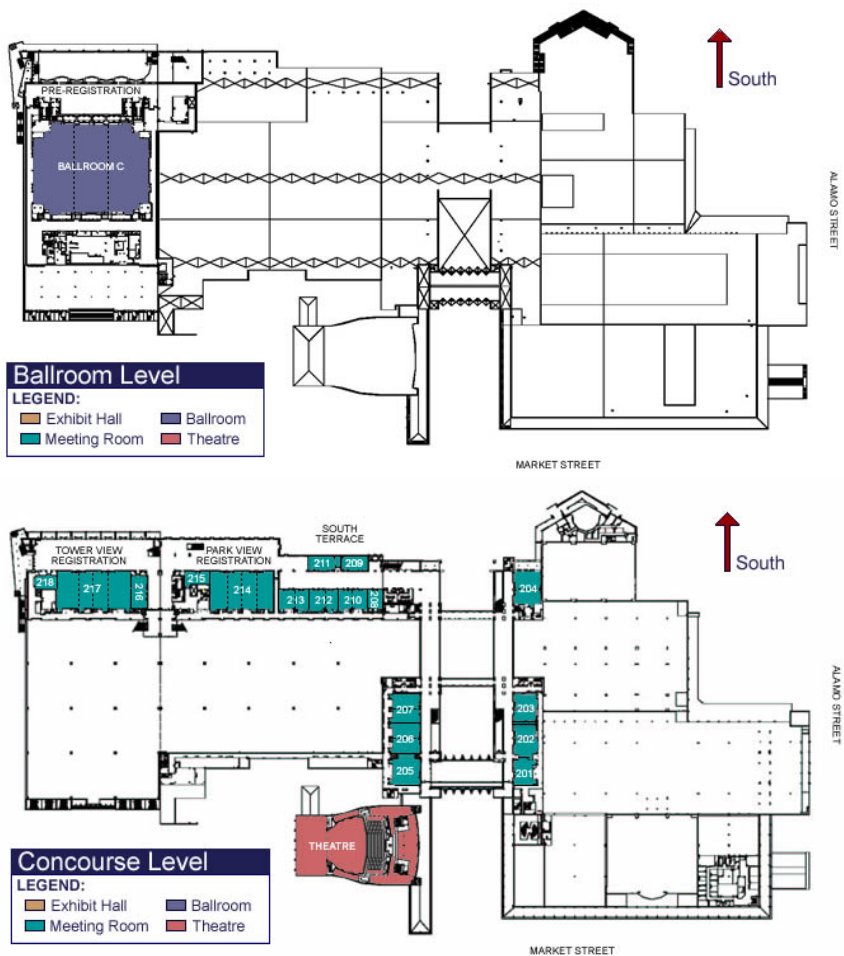 South
PRE-REGISTRATION
BALLROOM C
ALAMO STREET
Ballroom Level
LEGEND:
Exhibit Hall
Ballroom
Meeting Room
Theatre
MARKET STREET
SOUTH
TERRACE
South
TOWER VIEW
REGISTRATION
PARK VIEW
REGISTRATION
211
209
218
217
216
215
214
213
212
210
208
204
207
206
205
203
202
201
ALAMO STREET
THEATRE
Concourse Level
LEGEND:
Exhibit Hall
Ballroom
Meeting Room
Theatre
MARKET STREET